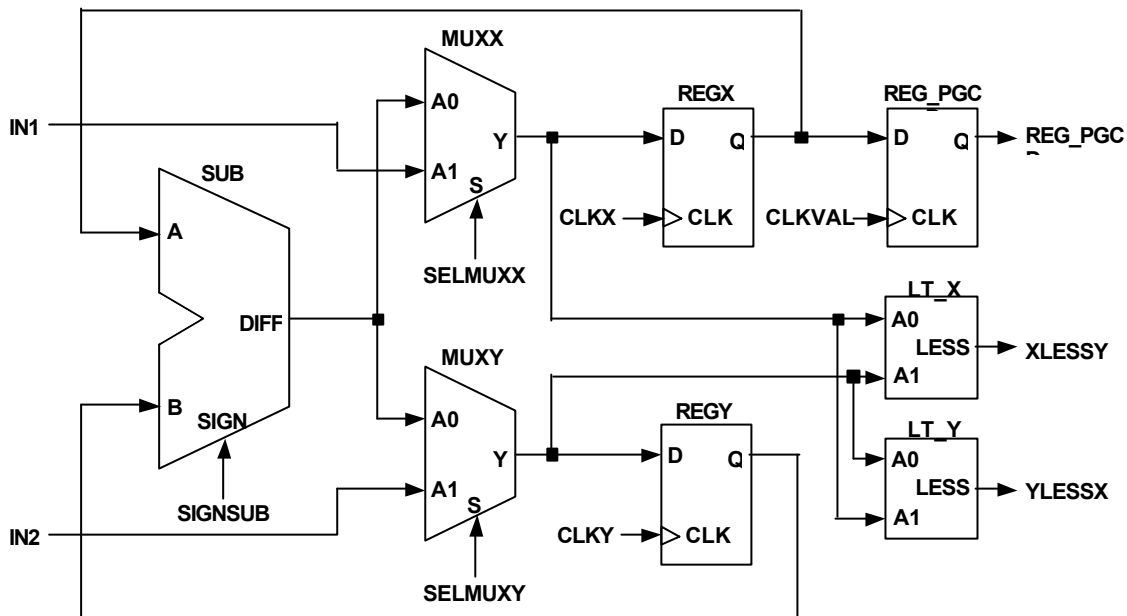 MUXX
REGX
REG_PGC
IN1
A0
A1
Y
S
D
Q
CLK
D
Q
CLK
REG_PGC
CLKX
CLKVAL
SELMUXX
SUB
A
B
DIFF
SIGN
SIGNSUB
LT_X
A0
LESS
A1
XLESSY
MUXY
A0
A1
Y
S
REGY
D
Q
CLK
LT_Y
A0
LESS
A1
YLESSX
IN2
CLKY
SELMUXY